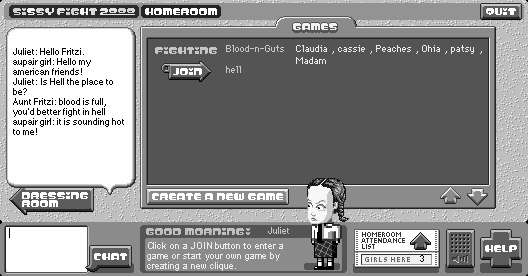 SISSY FIGHT 2000 HOMEROOM QUIT
GAMES
Juliet: Hello Fritzi.
aupair girl: Hello my
american friends!
Juliet: Is Hell the place to
be?
Aunt Fritzi: blood is full,
you'd better fight in hell
aupair girl: it is sounding hot
to me!
FIGHTING Blood-n-Guts Claudia , cassie , Peaches , Ohia , patsy ,
Madam
JOIN hell
DRESSING
ROOM
CREATE A NEW GAME
GOOD MORNING: Juliet
Click on a JOIN button to enter
a game or start your own game by
creating a new clique.
CHAT
HOMEROOM
ATTENDANCE
LIST
GIRLS HERE 3
HELP